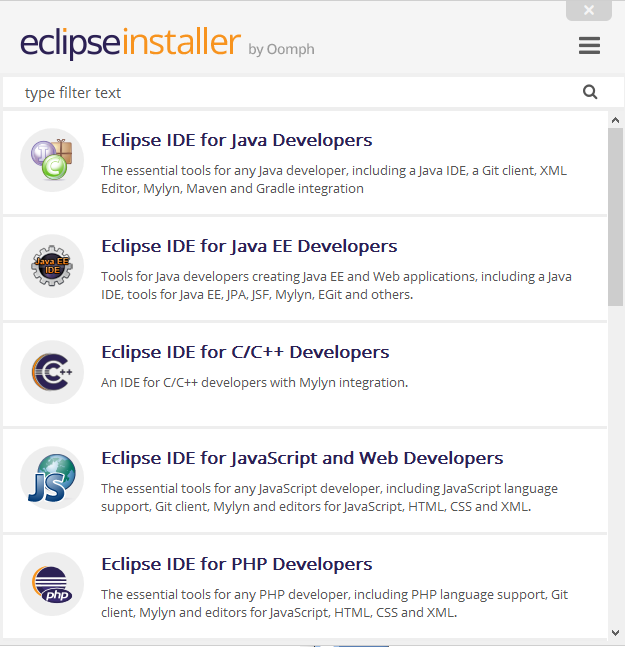 eclipseinstaller by Oomph
type filter text
Eclipse IDE for Java Developers
The essential tools for any Java developer, including a Java IDE, a Git client, XML
Editor, Mylyn, Maven and Gradle integration
Java EE
IDE
Eclipse IDE for Java EE Developers
Tools for Java developers creating Java EE and Web applications, including a Java
IDE, tools for Java EE, JPA, JSF, Mylyn, EGit and others.
C++
Eclipse IDE for C/C++ Developers
An IDE for C/C++ developers with Mylyn integration.
JS
Eclipse IDE for JavaScript and Web Developers
The essential tools for any JavaScript developer, including JavaScript language
support, Git client, Mylyn and editors for JavaScript, HTML, CSS and XML.
php
Eclipse IDE for PHP Developers
The essential tools for any PHP developer, including PHP language support, Git
client, Mylyn and editors for JavaScript, HTML, CSS and XML.